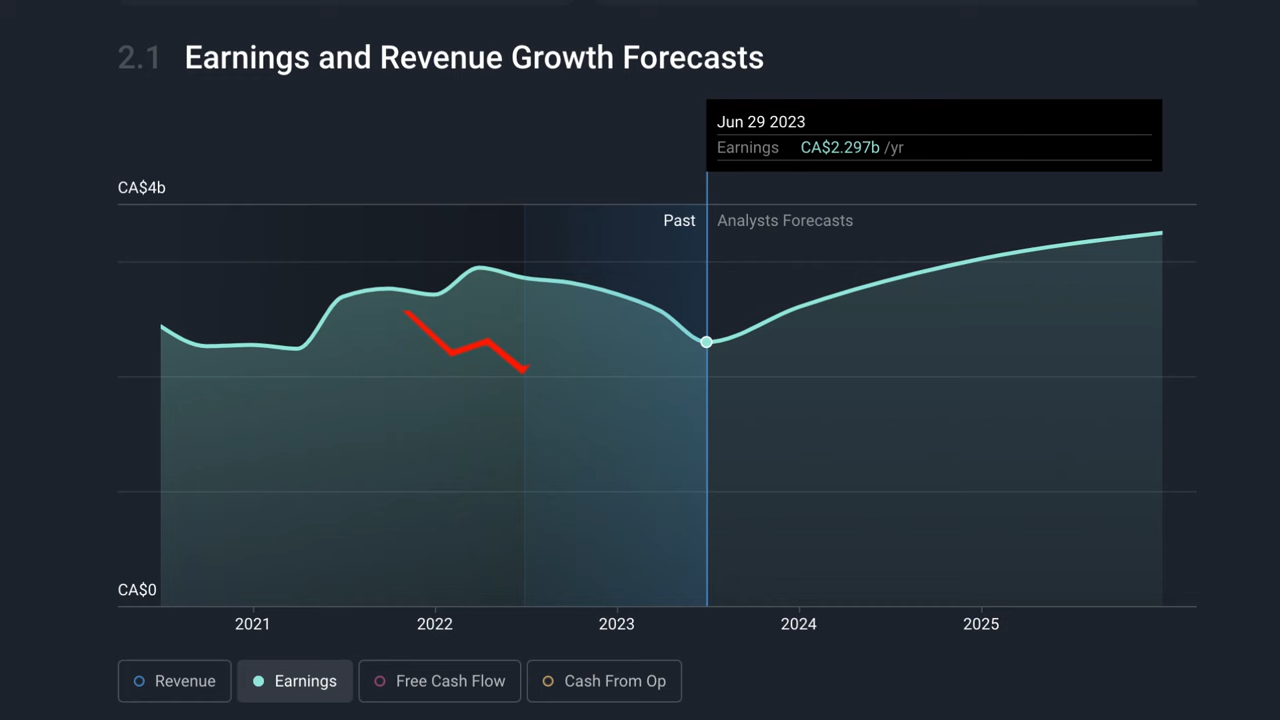 2.1 Earnings and Revenue Growth Forecasts
Jun 29 2023
Earnings CA$2.297b /yr
CA$4b
Past Analysts Forecasts
CA$0
2021 2022 2023 2024 2025
Revenue Earnings Free Cash Flow Cash From Op